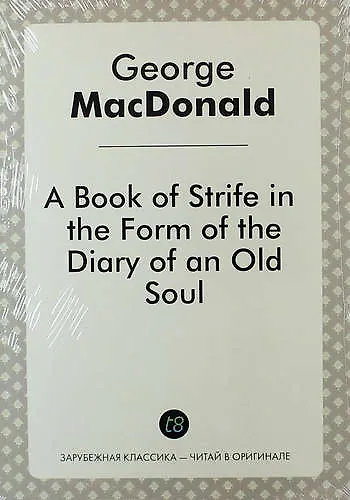 George
MacDonald
A Book of Strife in
the Form of the
Diary of an Old
Soul
t8
ЗАРУБЕЖНАЯ КЛАССИКА — ЧИТАЙ В ОРИГИНАЛЕ